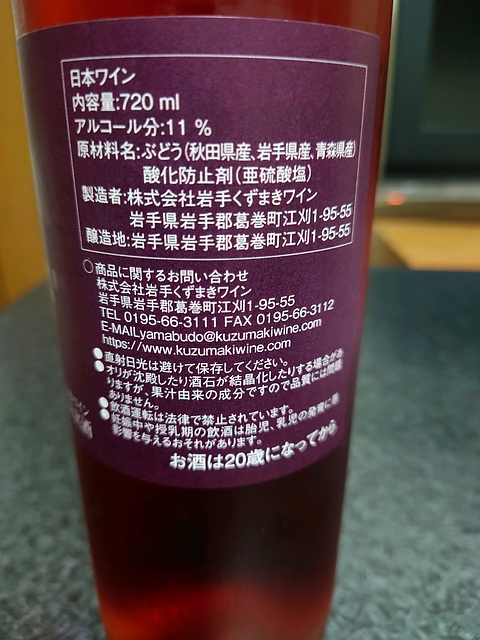 日本ワイン
内容量:720 ml
アルコール分:11 %
原材料名:ぶどう(秋田県産、岩手県産、青森県産)
酸化防止剤(亜硫酸塩)
製造者:株式会社岩手くずまきワイン
岩手県岩手郡葛巻町江刈1-95-55
醸造地:岩手県岩手郡葛巻町江刈1-95-55
○商品に関するお問い合わせ
株式会社岩手くずまきワイン
岩手県岩手郡葛巻町江刈1-95-55
TEL 0195-66-3111 FAX 0195-66-3112
E-MAILyamabudo@kuzumakiwine.com
https://www.kuzumakiwine.com
●直射日光は避けて保存してください。
●オリが沈殿したり酒石が結晶化したりする場合があ
りますが、果汁由来の成分ですので品質には問題
ありません。
●飲酒運転は法律で禁止されています。
●妊娠中や授乳期の飲酒は胎児、乳児の発育に悪
影響を与えるおそれがあります。
お酒は20歳になってから